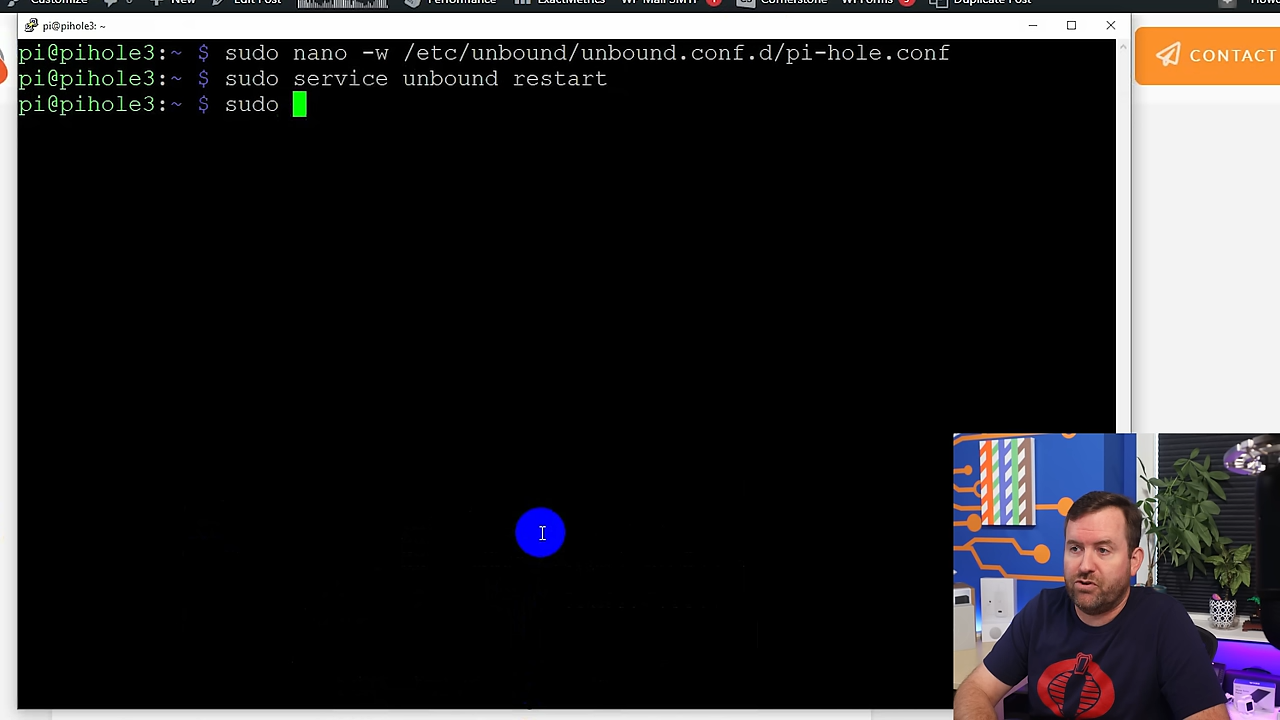 Customize
New
Edit Post
Performance
ExactMetrics
WP Mail SMTP
Cornerstone
WPForms
Duplicate Post
pi@pihole3: ~
CONTACT
pi@pihole3:~ $ sudo nano -w /etc/unbound/unbound.conf.d/pi-hole.conf
pi@pihole3:~ $ sudo service unbound restart
pi@pihole3:~ $ sudo